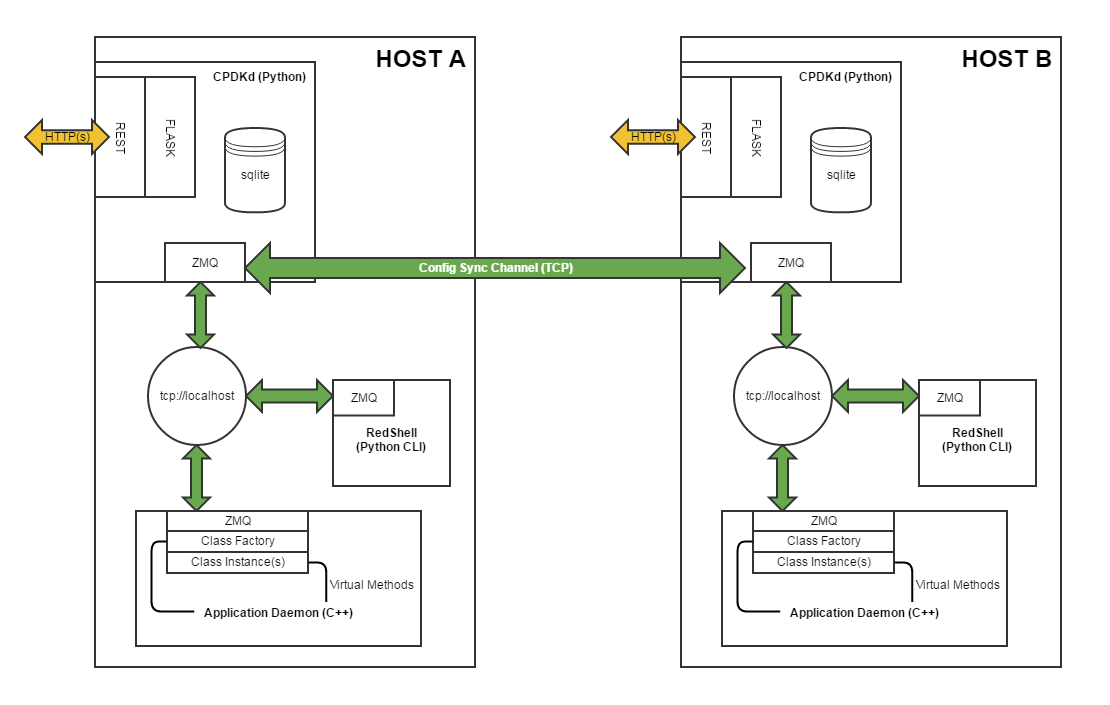 HOST A
CPDKd (Python)
HTTP(s)
REST
FLASK
sqlite
ZMQ
Config Sync Channel (TCP)
tcp://localhost
ZMQ
RedShell
(Python CLI)
ZMQ
Class Factory
Class Instance(s)
Virtual Methods
Application Daemon (C++)
HOST B
CPDKd (Python)
HTTP(s)
REST
FLASK
sqlite
ZMQ
tcp://localhost
ZMQ
RedShell
(Python CLI)
ZMQ
Class Factory
Class Instance(s)
Virtual Methods
Application Daemon (C++)